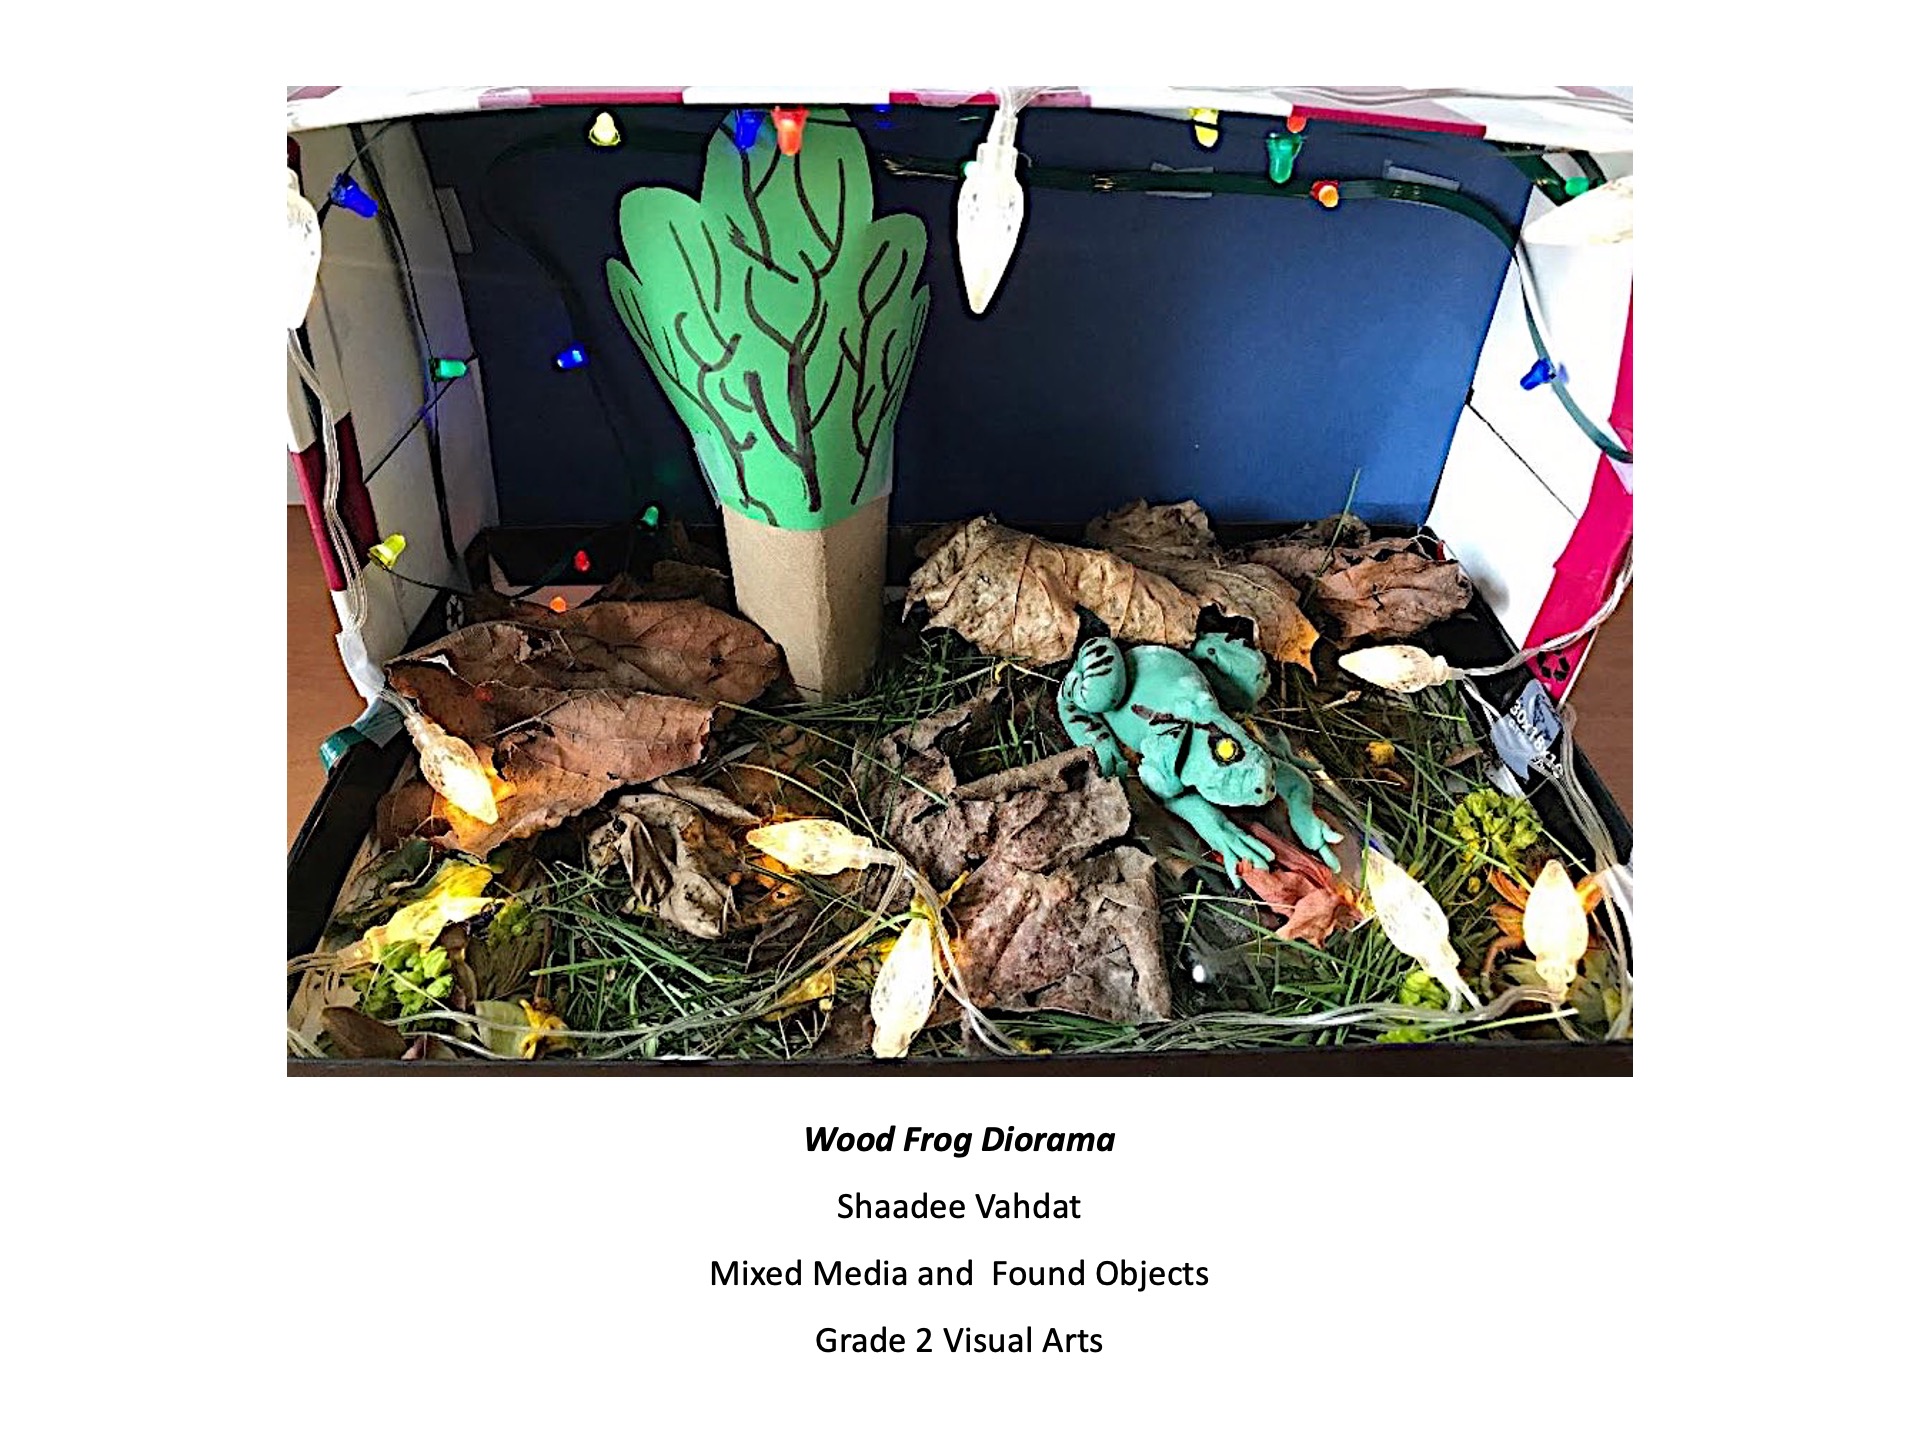 Wood Frog Diorama
Shaadee Vahdat
Mixed Media and  Found Objects
Grade 2 Visual Arts